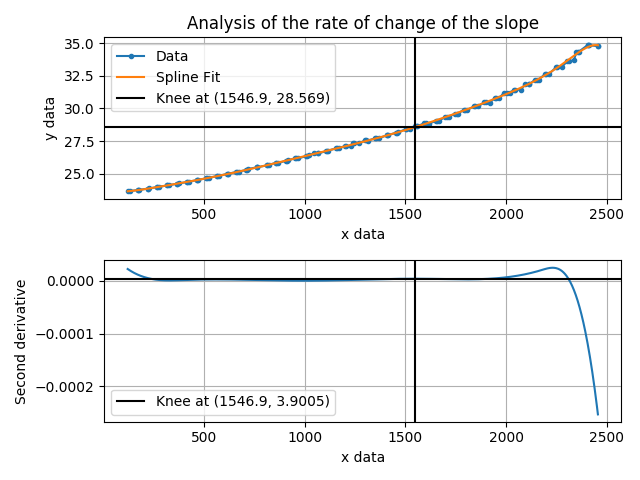 Analysis of the rate of change of the slope
35.0
32.5
30.0
27.5
25.0
y data
Data
Spline Fit
Knee at (1546.9, 28.569)
500
1000
1500
2000
2500
x data
0.0000
−0.0001
−0.0002
Second derivative
Knee at (1546.9, 3.9005)
500
1000
1500
2000
2500
x data